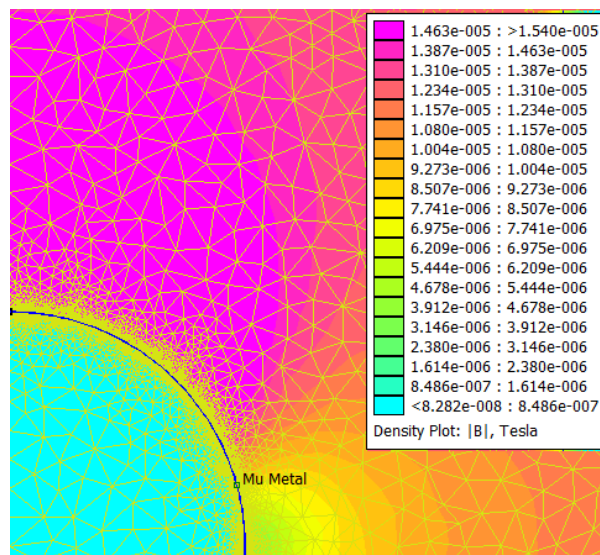 1.463e-005 : >1.540e-005
1.387e-005 : 1.463e-005
1.310e-005 : 1.387e-005
1.234e-005 : 1.310e-005
1.157e-005 : 1.234e-005
1.080e-005 : 1.157e-005
1.004e-005 : 1.080e-005
9.273e-006 : 1.004e-005
8.507e-006 : 9.273e-006
7.741e-006 : 8.507e-006
6.975e-006 : 7.741e-006
6.209e-006 : 6.975e-006
5.444e-006 : 6.209e-006
4.678e-006 : 5.444e-006
3.912e-006 : 4.678e-006
3.146e-006 : 3.912e-006
2.380e-006 : 3.146e-006
1.614e-006 : 2.380e-006
8.486e-007 : 1.614e-006
<8.282e-008 : 8.486e-007
Density Plot: |B|, Tesla
Mu Metal